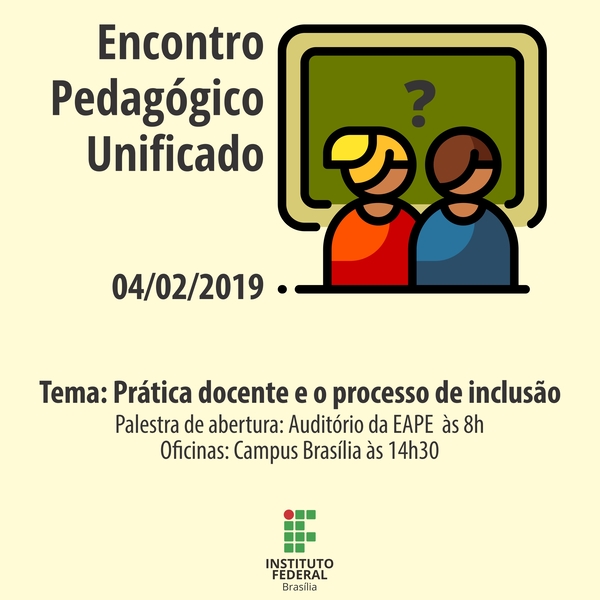 Encontro
Pedagógico
Unificado
?
04/02/2019
Tema: Prática docente e o processo de inclusão
Palestra de abertura: Auditório da EAPE às 8h
Oficinas: Campus Brasília às 14h30
INSTITUTO
FEDERAL
Brasília